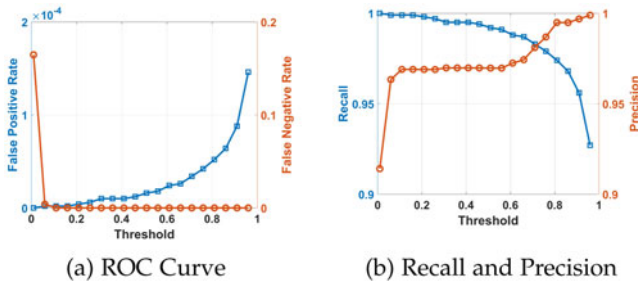 2 ×10⁻⁴ 0.2
1 0.1
0 0
0 0.2 0.4 0.6 0.8 1
False Positive Rate
False Negative Rate
Threshold
(a) ROC Curve
1 1
0.95 0.95
0.9 0.9
0 0.2 0.4 0.6 0.8 1
Recall
Precision
Threshold
(b) Recall and Precision